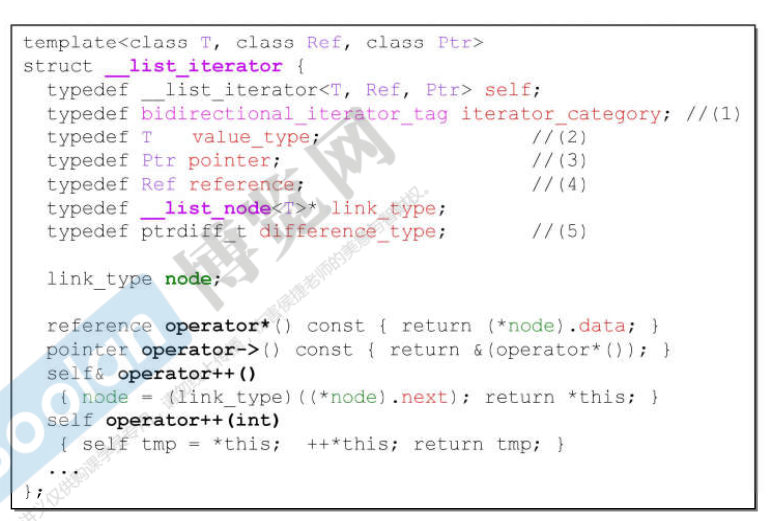 template<class T, class Ref, class Ptr>
struct __list_iterator {
  typedef __list_iterator<T, Ref, Ptr> self;
  typedef bidirectional_iterator_tag iterator_category; //(1)
  typedef T   value_type;                  //(2)
  typedef Ptr pointer;                     //(3)
  typedef Ref reference;                   //(4)
  typedef __list_node<T>* link_type;
  typedef ptrdiff_t difference_type;       //(5)

  link_type node;

  reference operator*() const { return (*node).data; }
  pointer operator->() const { return &(operator*()); }
  self& operator++()
   { node = (link_type)((*node).next); return *this; }
  self operator++(int)
   { self tmp = *this;  ++*this; return tmp; }
  ...
};
boolan
博览网